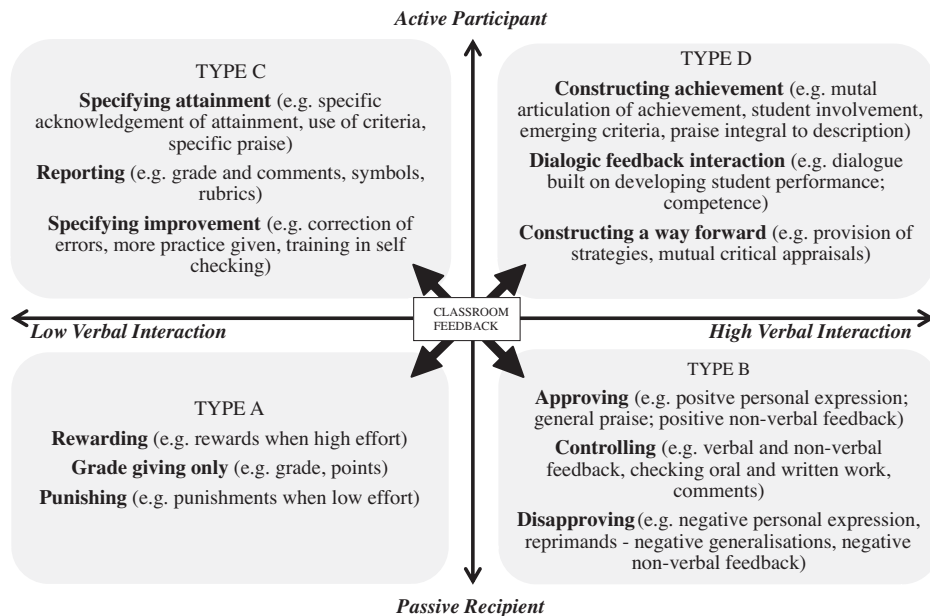 Active Participant
TYPE C
Specifying attainment (e.g. specific
acknowledgement of attainment, use of criteria,
specific praise)
Reporting (e.g. grade and comments, symbols,
rubrics)
Specifying improvement (e.g. correction of
errors, more practice given, training in self
checking)
TYPE D
Constructing achievement (e.g. mutal
articulation of achievement, student involvement,
emerging criteria, praise integral to description)
Dialogic feedback interaction (e.g. dialogue
built on developing student performance;
competence)
Constructing a way forward (e.g. provision of
strategies, mutual critical appraisals)
Low Verbal Interaction
CLASSROOM
FEEDBACK
High Verbal Interaction
TYPE A
Rewarding (e.g. rewards when high effort)
Grade giving only (e.g. grade, points)
Punishing (e.g. punishments when low effort)
TYPE B
Approving (e.g. positve personal expression;
general praise; positive non-verbal feedback)
Controlling (e.g. verbal and non-verbal
feedback, checking oral and written work,
comments)
Disapproving (e.g. negative personal expression,
reprimands - negative generalisations, negative
non-verbal feedback)
Passive Recipient